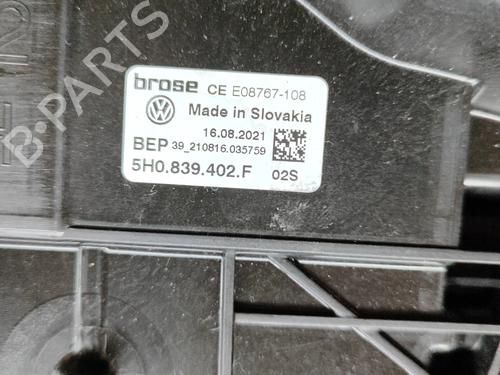 B-PARTS
brose CE E08767-108
Made in Slovakia
16.08.2021
BEP 39_210816.035759
5H0.839.402.F 02S